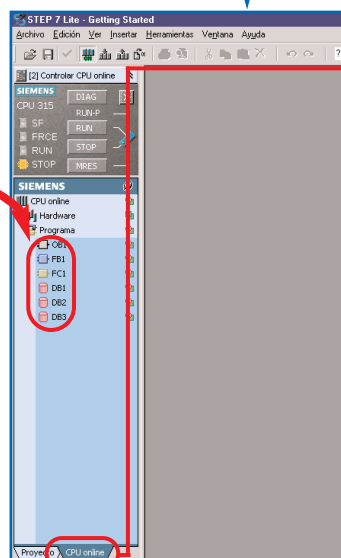 STEP 7 Lite - Getting Started
Archivo Edición Ver Insertar Herramientas Ventana Ayuda
[2] Controlar CPU online
SIEMENS
CPU 315
DIAG
RUN-P
SF
RUN
FRCE
RUN
STOP
STOP
MRES
SIEMENS
CPU online
Hardware
Programa
OB1
FB1
FC1
DB1
DB2
DB3
Proyecto CPU online